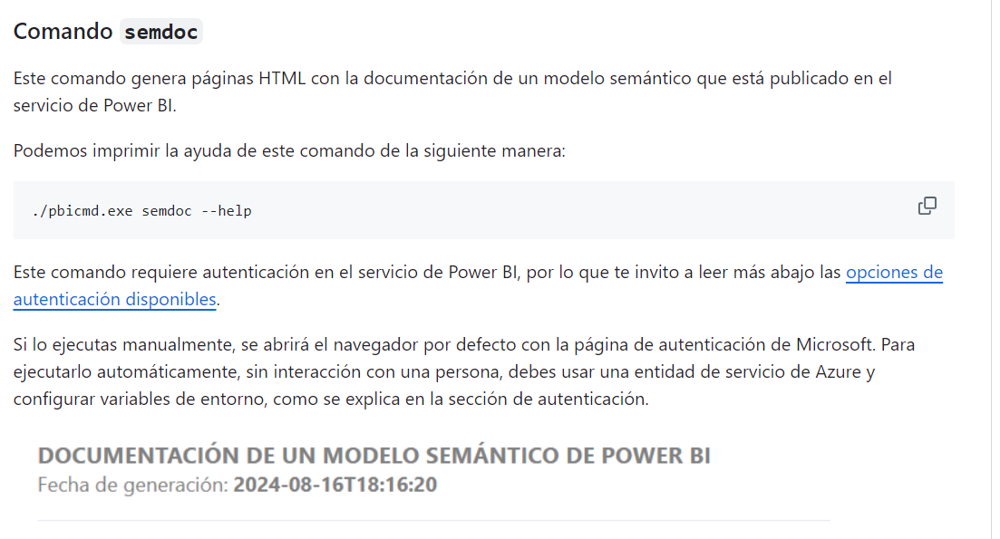 Comando semdoc
Este comando genera páginas HTML con la documentación de un modelo semántico que está publicado en el
servicio de Power BI.
Podemos imprimir la ayuda de este comando de la siguiente manera:
./pbicmd.exe semdoc --help
Este comando requiere autenticación en el servicio de Power BI, por lo que te invito a leer más abajo las opciones de
autenticación disponibles.
Si lo ejecutas manualmente, se abrirá el navegador por defecto con la página de autenticación de Microsoft. Para
ejecutarlo automáticamente, sin interacción con una persona, debes usar una entidad de servicio de Azure y
configurar variables de entorno, como se explica en la sección de autenticación.
DOCUMENTACIÓN DE UN MODELO SEMÁNTICO DE POWER BI
Fecha de generación: 2024-08-16T18:16:20